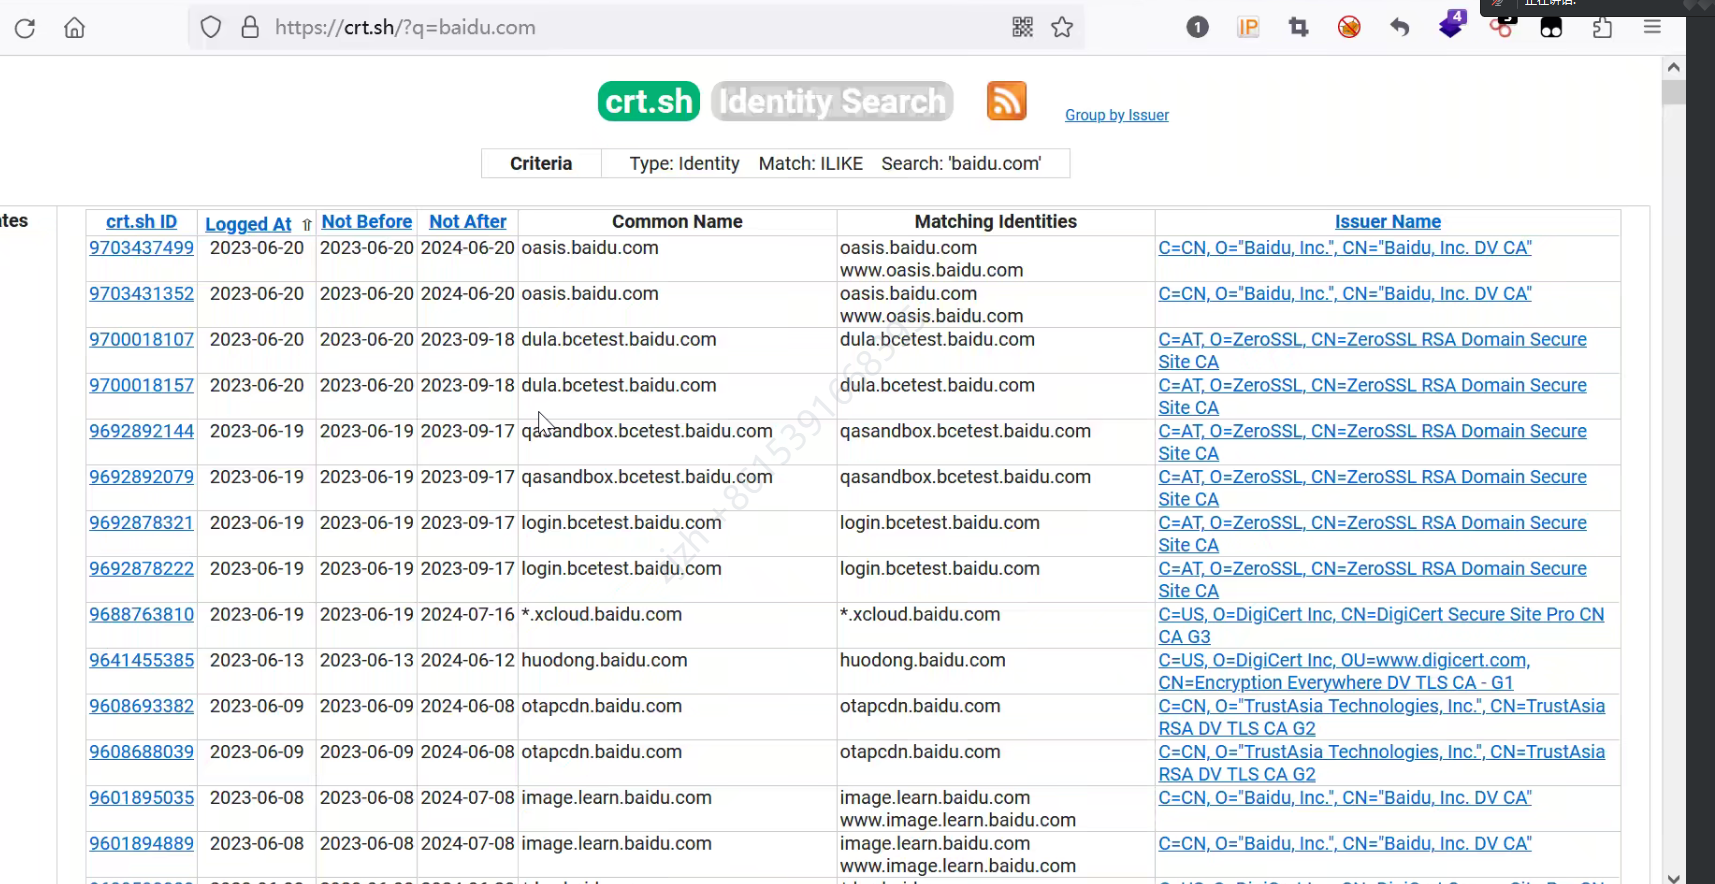 正在讲话:
https://crt.sh/?q=baidu.com
1
IP
4
3
crt.sh Identity Search
Group by Issuer
Criteria Type: Identity Match: ILIKE Search: 'baidu.com'
ates
crt.sh ID Logged At ⇧ Not Before Not After Common Name Matching Identities Issuer Name
9703437499 2023-06-20 2023-06-20 2024-06-20 oasis.baidu.com oasis.baidu.com C=CN, O="Baidu, Inc.", CN="Baidu, Inc. DV CA"
www.oasis.baidu.com
9703431352 2023-06-20 2023-06-20 2024-06-20 oasis.baidu.com oasis.baidu.com C=CN, O="Baidu, Inc.", CN="Baidu, Inc. DV CA"
www.oasis.baidu.com
9700018107 2023-06-20 2023-06-20 2023-09-18 dula.bcetest.baidu.com dula.bcetest.baidu.com C=AT, O=ZeroSSL, CN=ZeroSSL RSA Domain Secure
Site CA
9700018157 2023-06-20 2023-06-20 2023-09-18 dula.bcetest.baidu.com dula.bcetest.baidu.com C=AT, O=ZeroSSL, CN=ZeroSSL RSA Domain Secure
Site CA
9692892144 2023-06-19 2023-06-19 2023-09-17 qasandbox.bcetest.baidu.com qasandbox.bcetest.baidu.com C=AT, O=ZeroSSL, CN=ZeroSSL RSA Domain Secure
Site CA
9692892079 2023-06-19 2023-06-19 2023-09-17 qasandbox.bcetest.baidu.com qasandbox.bcetest.baidu.com C=AT, O=ZeroSSL, CN=ZeroSSL RSA Domain Secure
Site CA
9692878321 2023-06-19 2023-06-19 2023-09-17 login.bcetest.baidu.com login.bcetest.baidu.com C=AT, O=ZeroSSL, CN=ZeroSSL RSA Domain Secure
Site CA
9692878222 2023-06-19 2023-06-19 2023-09-17 login.bcetest.baidu.com login.bcetest.baidu.com C=AT, O=ZeroSSL, CN=ZeroSSL RSA Domain Secure
Site CA
9688763810 2023-06-19 2023-06-19 2024-07-16 *.xcloud.baidu.com *.xcloud.baidu.com C=US, O=DigiCert Inc, CN=DigiCert Secure Site Pro CN
CA G3
9641455385 2023-06-13 2023-06-13 2024-06-12 huodong.baidu.com huodong.baidu.com C=US, O=DigiCert Inc, OU=www.digicert.com,
CN=Encryption Everywhere DV TLS CA - G1
9608693382 2023-06-09 2023-06-09 2024-06-08 otapcdn.baidu.com otapcdn.baidu.com C=CN, O="TrustAsia Technologies, Inc.", CN=TrustAsia
RSA DV TLS CA G2
9608688039 2023-06-09 2023-06-09 2024-06-08 otapcdn.baidu.com otapcdn.baidu.com C=CN, O="TrustAsia Technologies, Inc.", CN=TrustAsia
RSA DV TLS CA G2
9601895035 2023-06-08 2023-06-08 2024-07-08 image.learn.baidu.com image.learn.baidu.com C=CN, O="Baidu, Inc.", CN="Baidu, Inc. DV CA"
www.image.learn.baidu.com
9601894889 2023-06-08 2023-06-08 2024-07-08 image.learn.baidu.com image.learn.baidu.com C=CN, O="Baidu, Inc.", CN="Baidu, Inc. DV CA"
www.image.learn.baidu.com